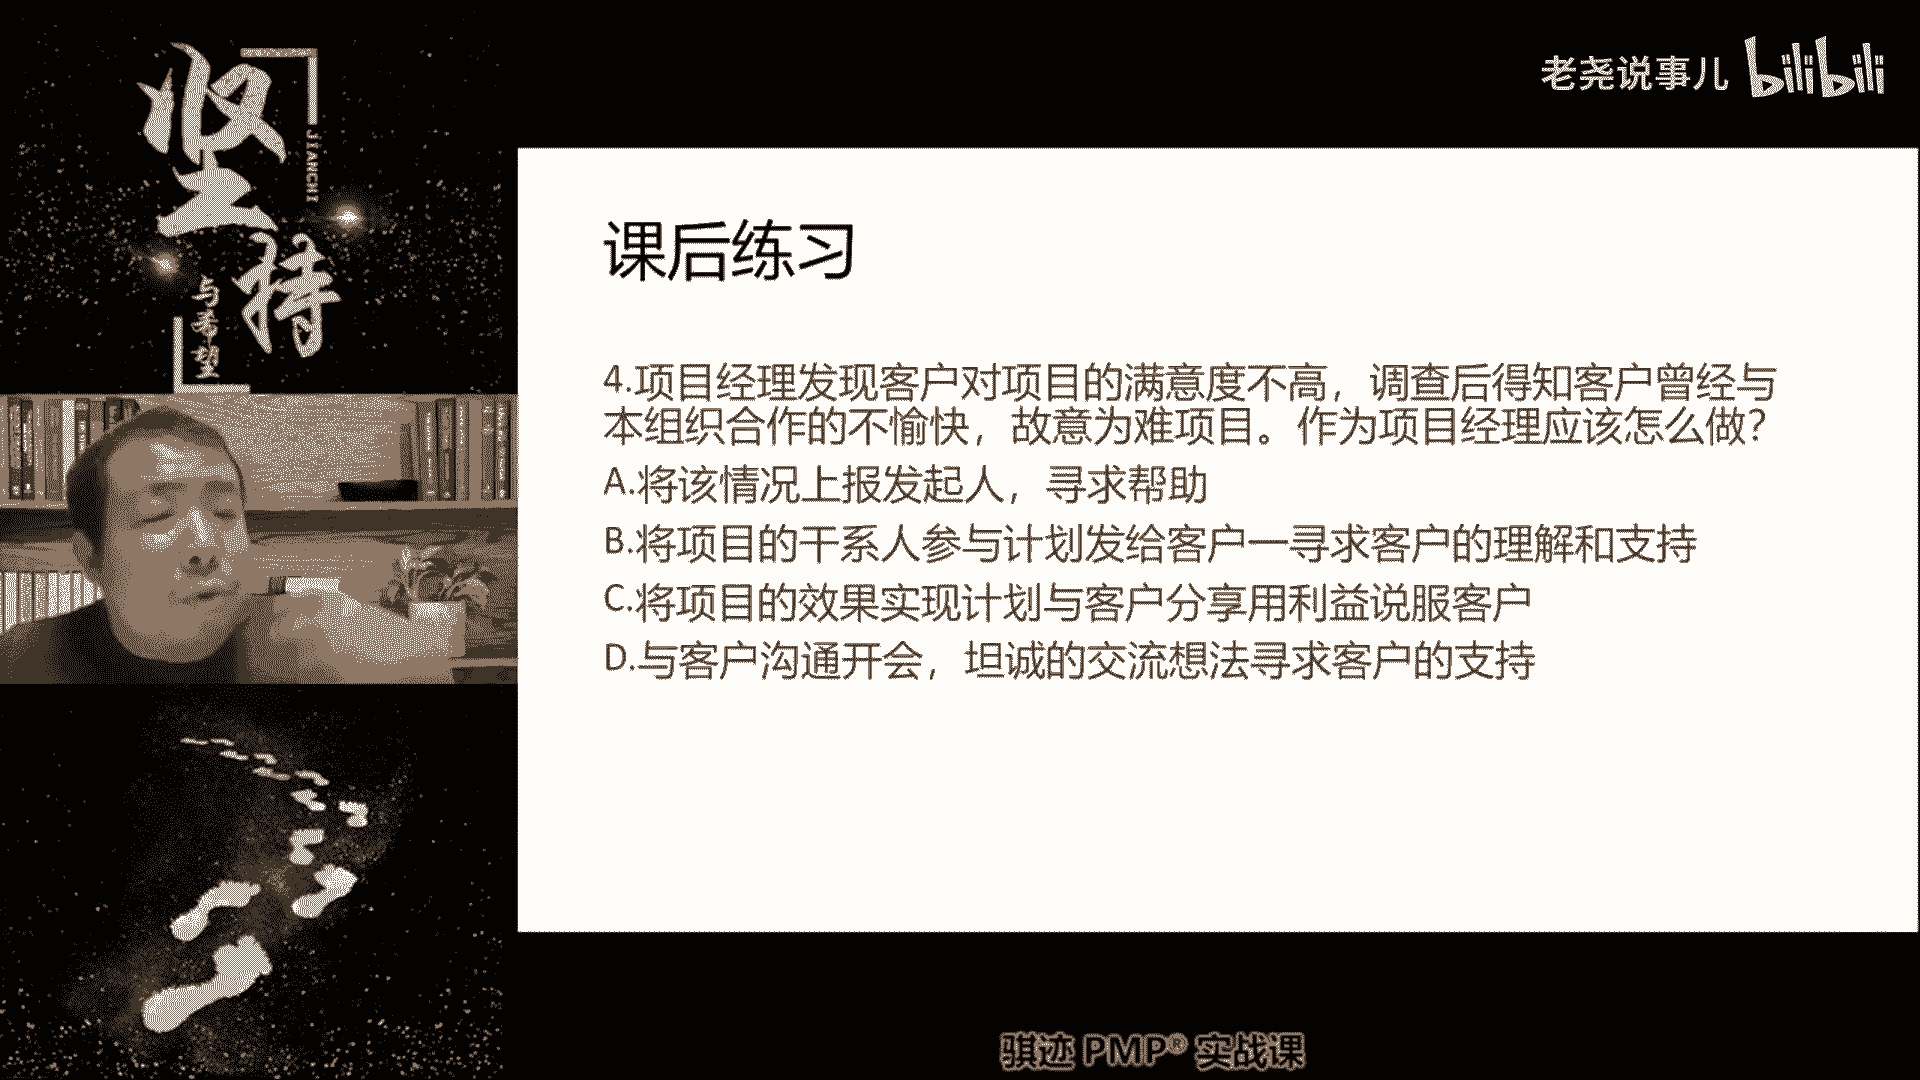 坚持
JIANCHI
与希望
老尧说事儿 bilibili
课后练习
4.项目经理发现客户对项目的满意度不高，调查后得知客户曾经与
本组织合作的不愉快，故意为难项目。作为项目经理应该怎么做？
A.将该情况上报发起人，寻求帮助
B.将项目的干系人参与计划发给客户一寻求客户的理解和支持
C.将项目的效果实现计划与客户分享用利益说服客户
D.与客户沟通开会，坦诚的交流想法寻求客户的支持
骐迹 PMP® 实战课